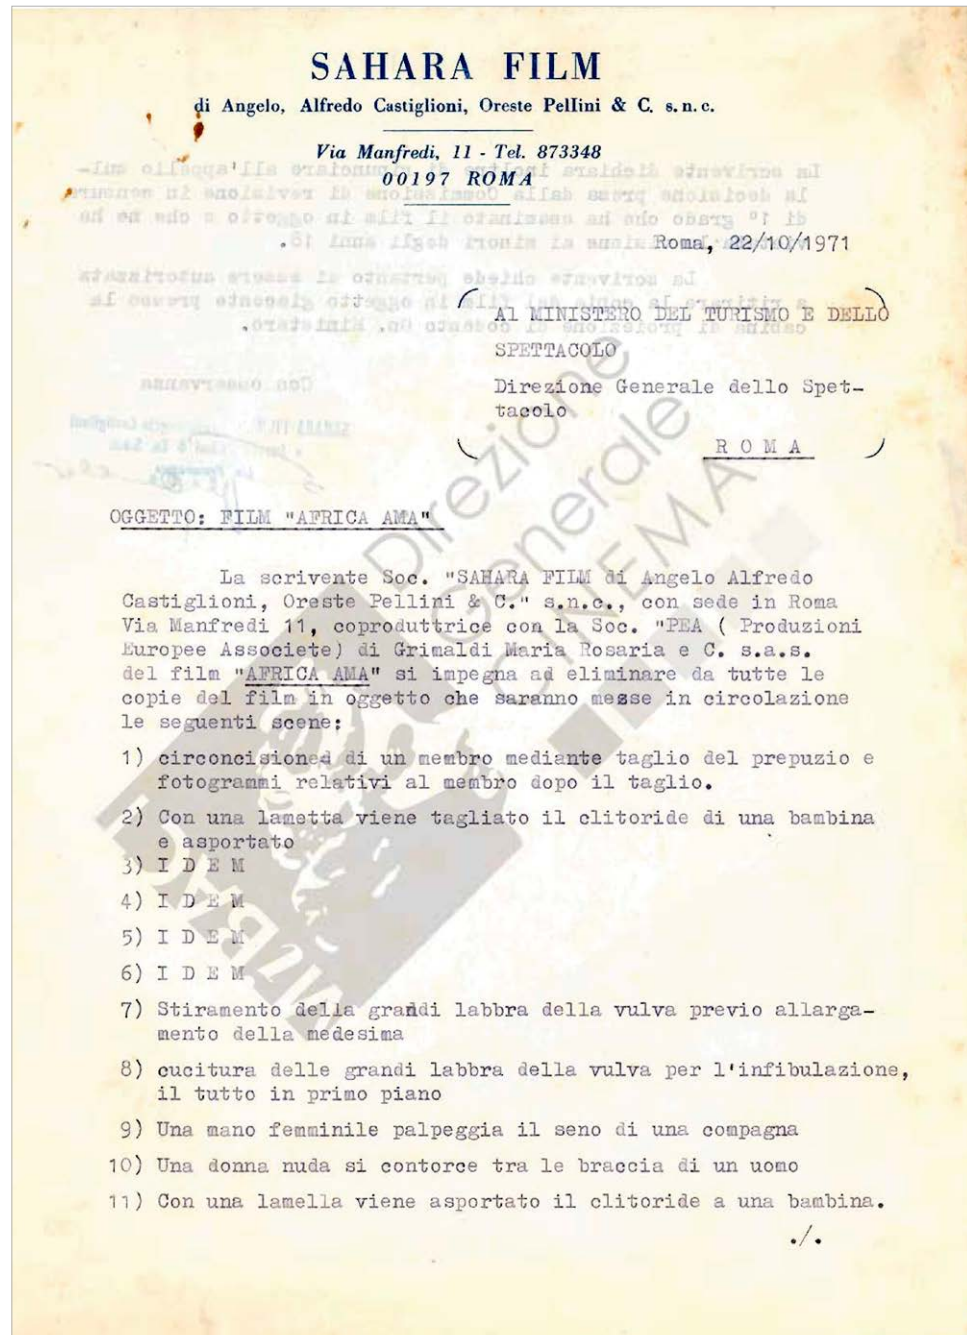 SAHARA FILM
di Angelo, Alfredo Castiglioni, Oreste Pellini & C. s.n.c.
Via Manfredi, 11 - Tel. 873348
00197 ROMA
Roma, 22/10/1971
Al MINISTERO DEL TURISMO E DELLO
SPETTACOLO
Direzione Generale dello Spet-
tacolo
R O M A
OGGETTO: FILM "AFRICA AMA"
La scrivente Soc. "SAHARA FILM di Angelo Alfredo
Castiglioni, Oreste Pellini & C." s.n.c., con sede in Roma
Via Manfredi 11, coproduttrice con la Soc. "PEA ( Produzioni
Europee Associete) di Grimaldi Maria Rosaria e C. s.a.s.
del film "AFRICA AMA" si impegna ad eliminare da tutte le
copie del film in oggetto che saranno messe in circolazione
le seguenti scene:
1) circoncisioned di un membro mediante taglio del prepuzio e
fotogrammi relativi al membro dopo il taglio.
2) Con una lametta viene tagliato il clitoride di una bambina
e asportato
3) I D E M
4) I D E M
5) I D E M
6) I D E M
7) Stiramento della grandi labbra della vulva previo allarga-
mento della medesima
8) cucitura delle grandi labbra della vulva per l'infibulazione,
il tutto in primo piano
9) Una mano femminile palpeggia il seno di una compagna
10) Una donna nuda si contorce tra le braccia di un uomo
11) Con una lamella viene asportato il clitoride a una bambina.
./.
Direzione
Generale
CINEMA
MIBAC